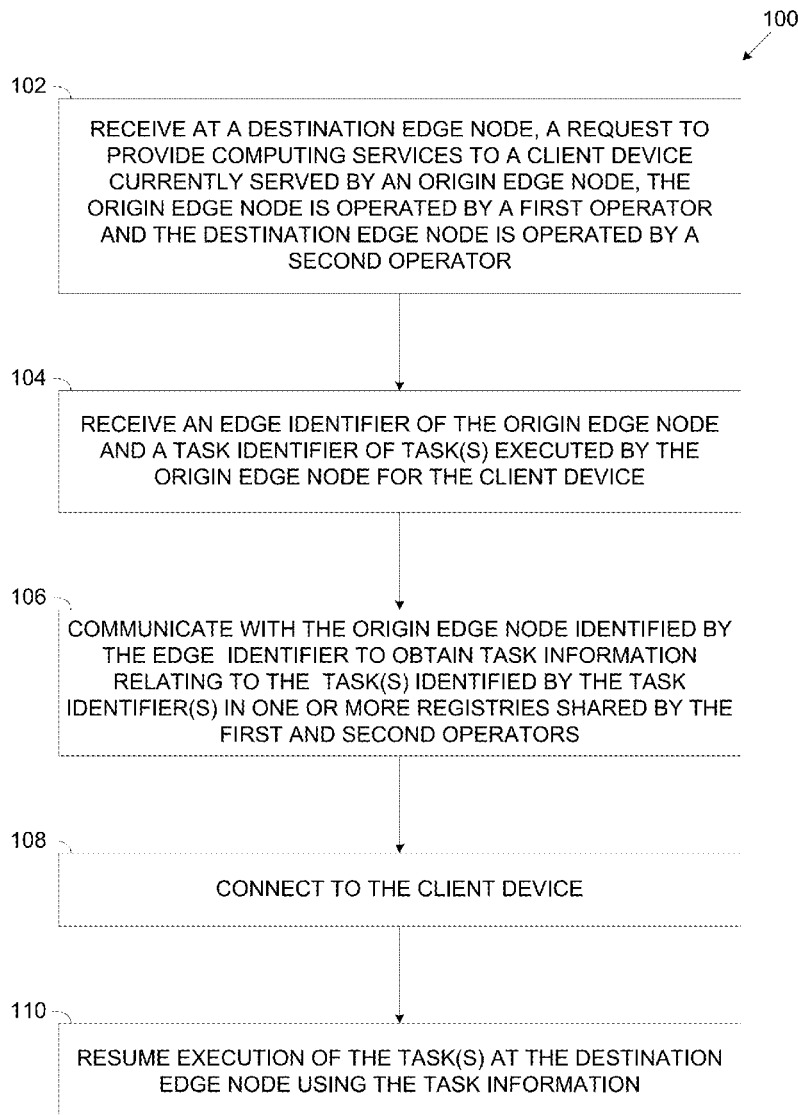 100
102
RECEIVE AT A DESTINATION EDGE NODE, A REQUEST TO
PROVIDE COMPUTING SERVICES TO A CLIENT DEVICE
CURRENTLY SERVED BY AN ORIGIN EDGE NODE, THE
ORIGIN EDGE NODE IS OPERATED BY A FIRST OPERATOR
AND THE DESTINATION EDGE NODE IS OPERATED BY A
SECOND OPERATOR
104
RECEIVE AN EDGE IDENTIFIER OF THE ORIGIN EDGE NODE
AND A TASK IDENTIFIER OF TASK(S) EXECUTED BY THE
ORIGIN EDGE NODE FOR THE CLIENT DEVICE
106
COMMUNICATE WITH THE ORIGIN EDGE NODE IDENTIFIED BY
THE EDGE IDENTIFIER TO OBTAIN TASK INFORMATION
RELATING TO THE TASK(S) IDENTIFIED BY THE TASK
IDENTIFIER(S) IN ONE OR MORE REGISTRIES SHARED BY THE
FIRST AND SECOND OPERATORS
108
CONNECT TO THE CLIENT DEVICE
110
RESUME EXECUTION OF THE TASK(S) AT THE DESTINATION
EDGE NODE USING THE TASK INFORMATION